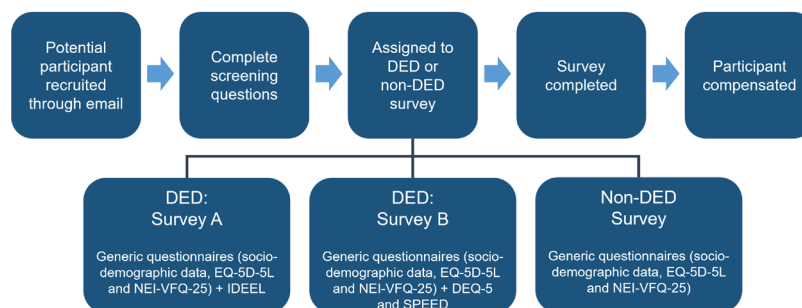 Potential
participant
recruited
through email
Complete
screening
questions
Assigned to
DED or
non-DED
survey
Survey
completed
Participant
compensated
DED:
Survey A
Generic questionnaires (socio-
demographic data, EQ-5D-5L
and NEI-VFQ-25) + IDEEL
DED:
Survey B
Generic questionnaires (socio-
demographic data, EQ-5D-5L
and NEI-VFQ-25) + DEQ-5
and SPEED
Non-DED
Survey
Generic questionnaires (socio-
demographic data, EQ-5D-5L
and NEI-VFQ-25)